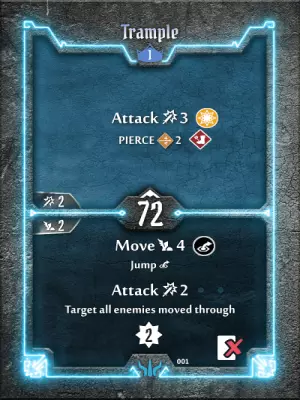 Trample
1
Attack 3
PIERCE 2
2
72
2
Move 4
Jump
Attack 2
Target all enemies moved through
2
001